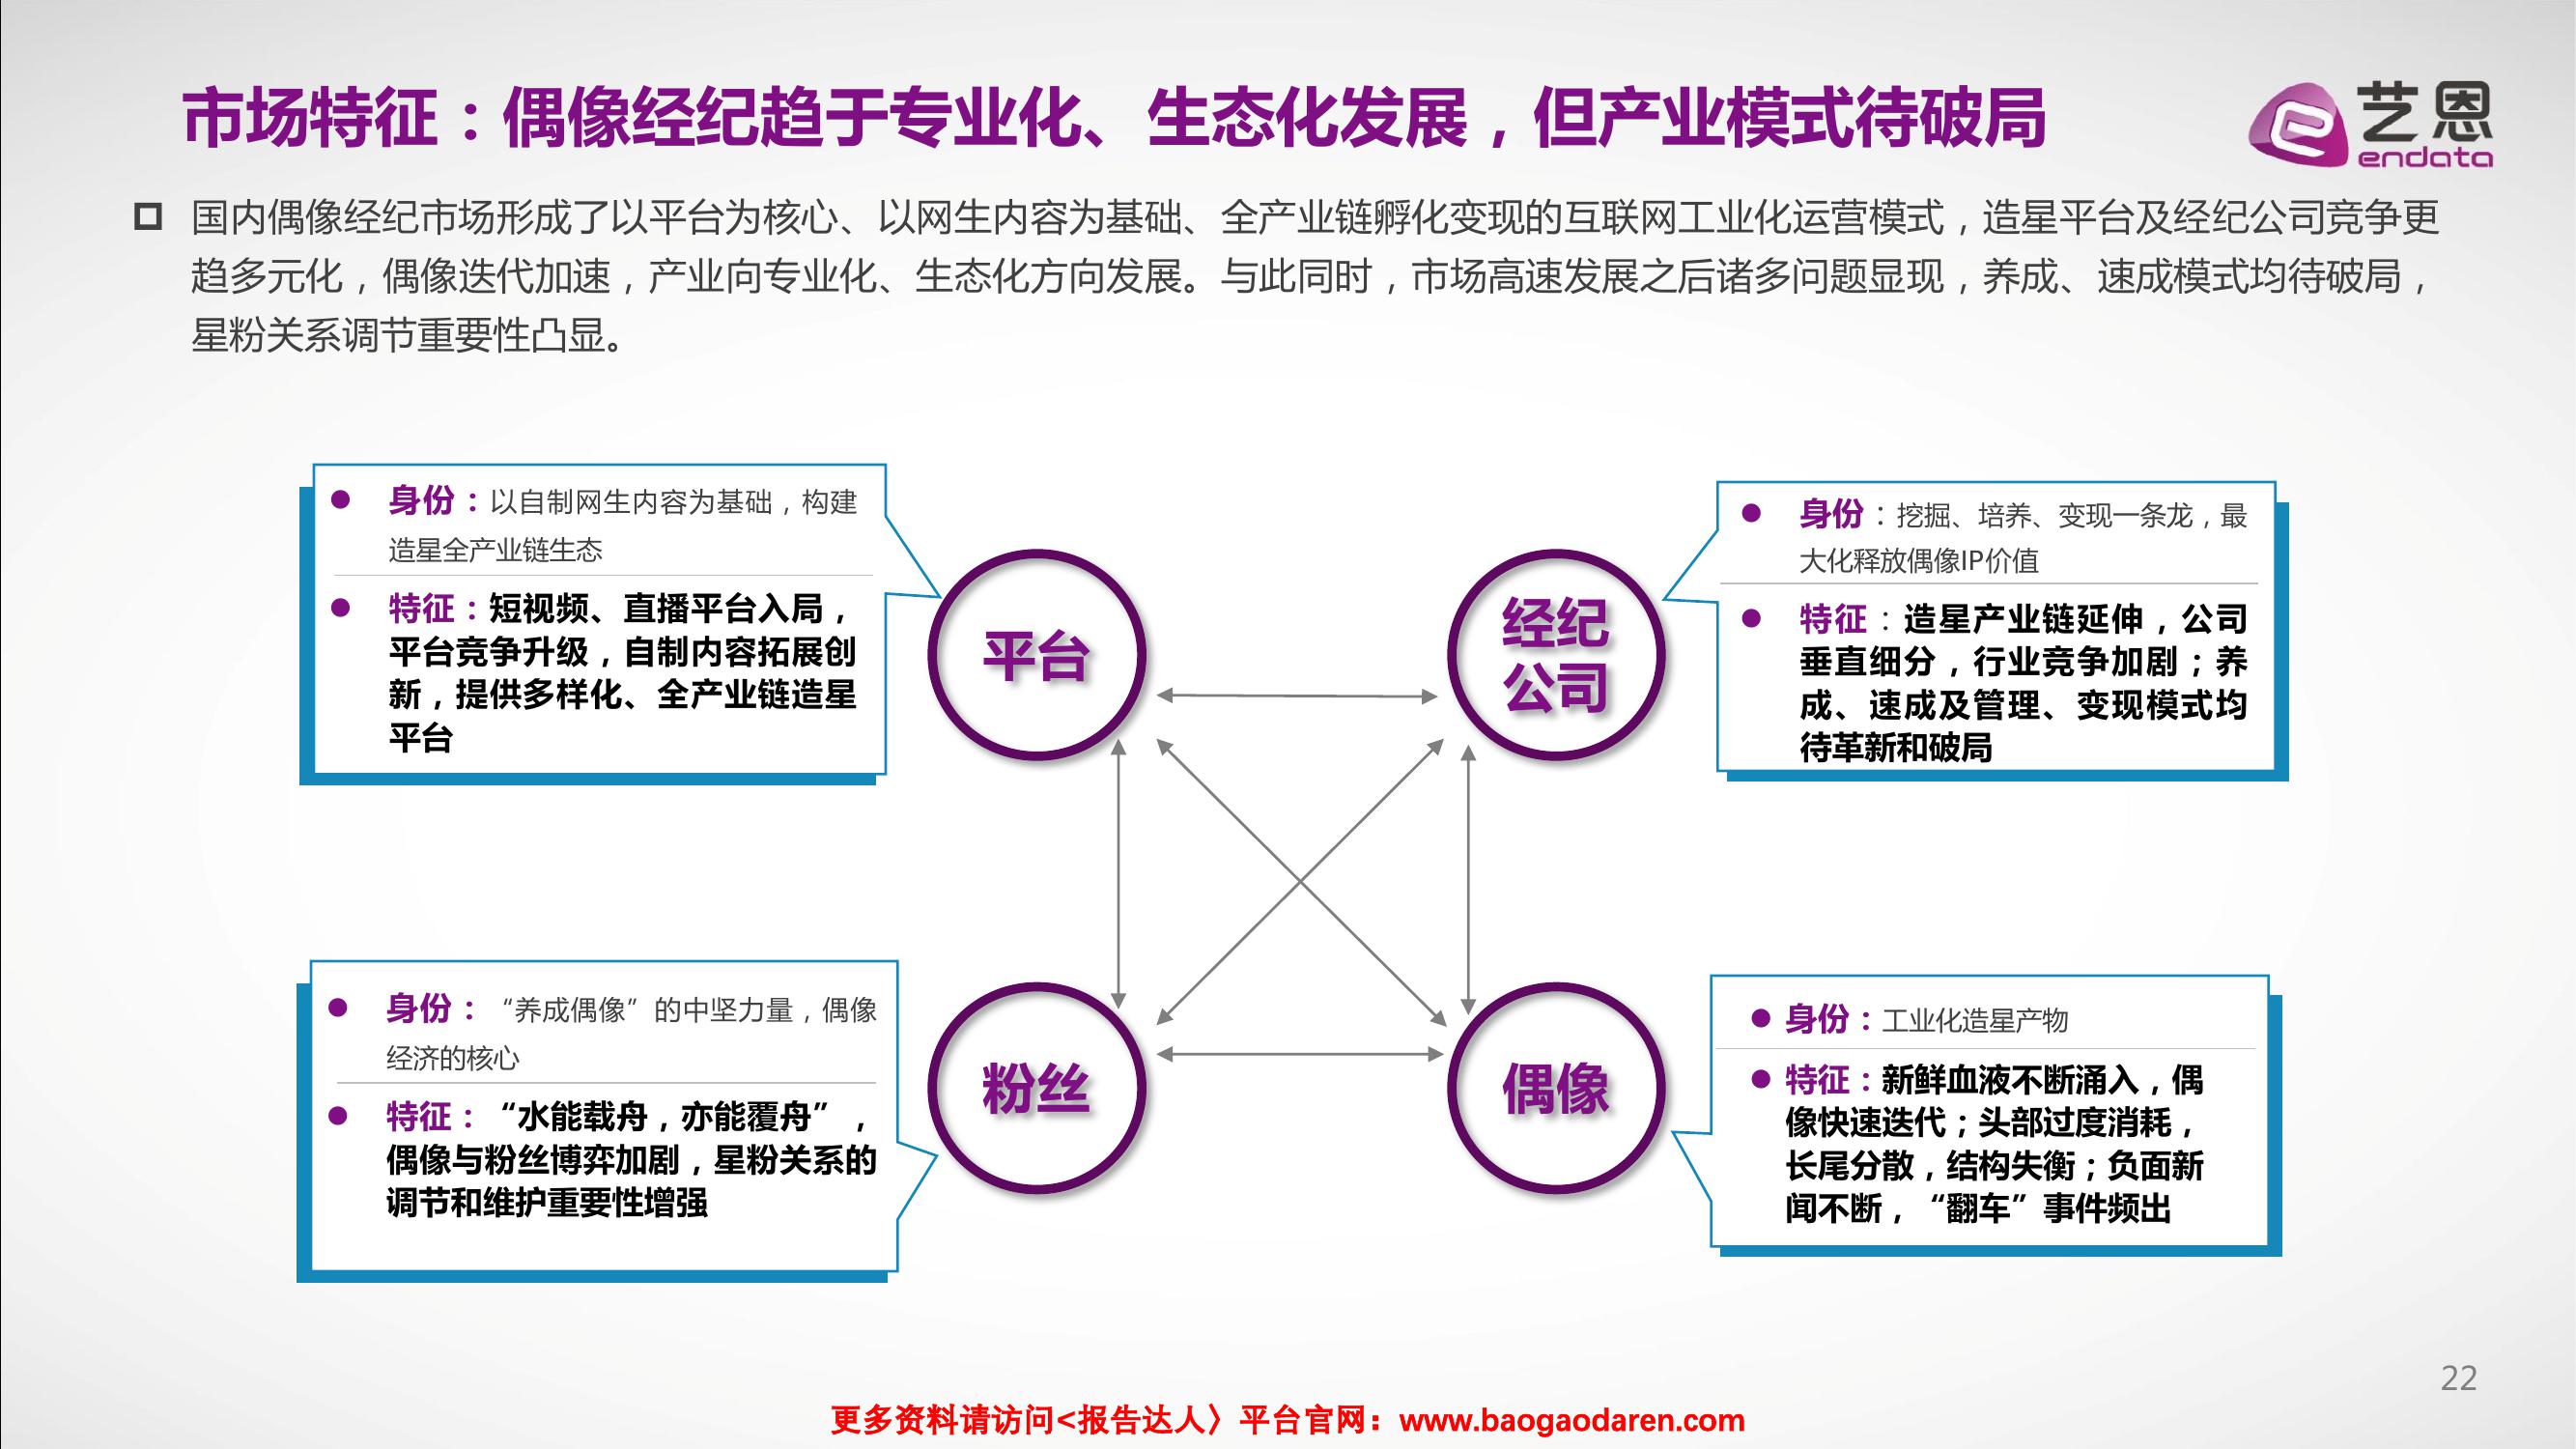 市场特征：偶像经纪趋于专业化、生态化发展，但产业模式待破局
艺恩
endata
国内偶像经纪市场形成了以平台为核心、以网生内容为基础、全产业链孵化变现的互联网工业化运营模式，造星平台及经纪公司竞争更
趋多元化，偶像迭代加速，产业向专业化、生态化方向发展。与此同时，市场高速发展之后诸多问题显现，养成、速成模式均待破局，
星粉关系调节重要性凸显。
身份：以自制网生内容为基础，构建
造星全产业链生态
特征：短视频、直播平台入局，
平台竞争升级，自制内容拓展创
新，提供多样化、全产业链造星
平台
平台
经纪
公司
身份：挖掘、培养、变现一条龙，最
大化释放偶像IP价值
特征：造星产业链延伸，公司
垂直细分，行业竞争加剧；养
成、速成及管理、变现模式均
待革新和破局
身份：“养成偶像”的中坚力量，偶像
经济的核心
特征：“水能载舟，亦能覆舟”，
偶像与粉丝博弈加剧，星粉关系的
调节和维护重要性增强
粉丝
偶像
身份：工业化造星产物
特征：新鲜血液不断涌入，偶
像快速迭代；头部过度消耗，
长尾分散，结构失衡；负面新
闻不断，“翻车”事件频出
22
更多资料请访问<报告达人〉平台官网：www.baogaodaren.com